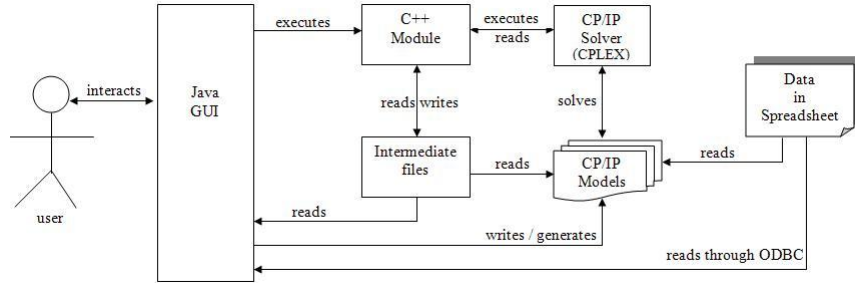 executes
C++
Module
executes
reads
CP/IP
Solver
(CPLEX)
Data
in
Spreadsheet
interacts
Java
GUI
reads writes
solves
Intermediate
files
reads
CP/IP
Models
reads
user
reads
writes / generates
reads through ODBC